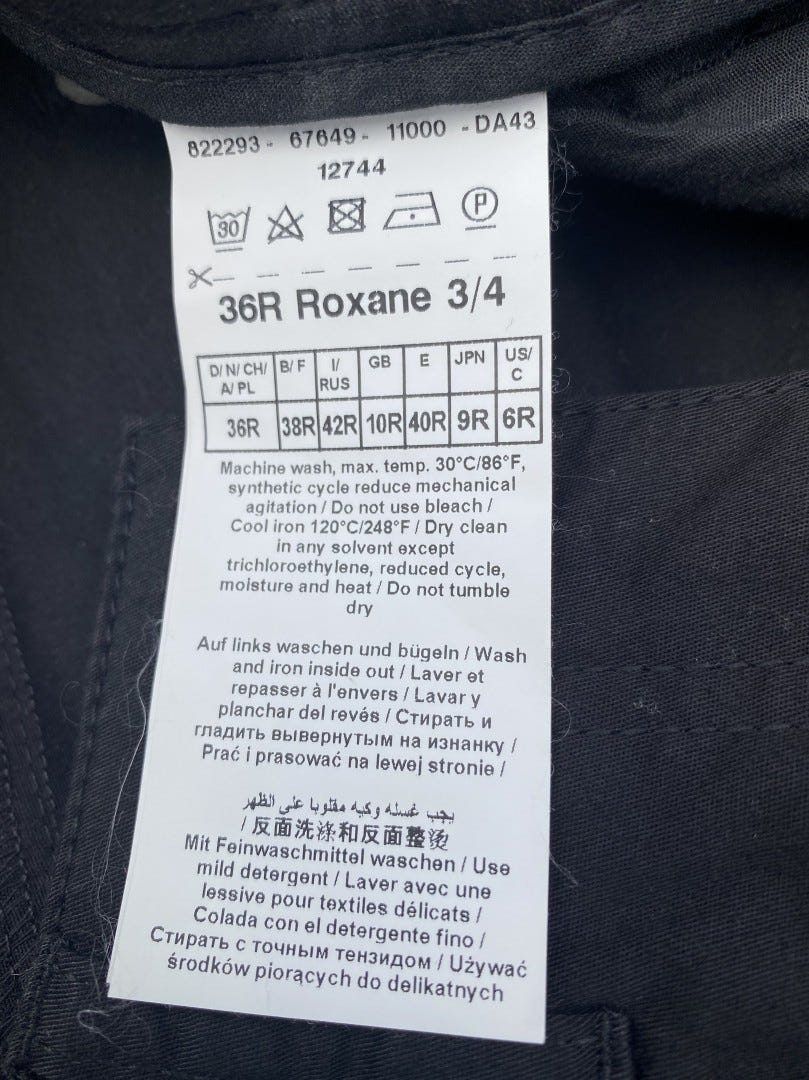 822293 - 67649 - 11000 - DA43
12744
30 P
36R Roxane 3/4
D/ N/ CH/ A/ PL B/ F I/ RUS GB E JPN US/ C
36R 38R 42R 10R 40R 9R 6R
Machine wash, max. temp. 30°C/86°F,
synthetic cycle reduce mechanical
agitation / Do not use bleach /
Cool iron 120°C/248°F / Dry clean
in any solvent except
trichloroethylene, reduced cycle,
moisture and heat / Do not tumble
dry
Auf links waschen und bügeln / Wash
and iron inside out / Laver et
repasser à l'envers / Lavar y
planchar del revés / Стирать и
гладить вывернутым на изнанку /
Prać i prasować na lewej stronie /
يجب غسله وكيه مقلوبا على الظهر
/ 反面洗涤和反面整烫
Mit Feinwaschmittel waschen / Use
mild detergent / Laver avec une
lessive pour textiles délicats /
Colada con el detergente fino /
Стирать с точным тензидом / Używać
środków piorących do delikatnych